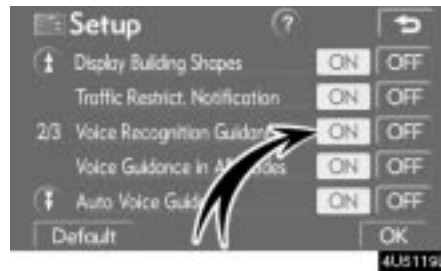 Setup ?
Display Building Shapes ON OFF
Traffic Restrict. Notification ON OFF
2/3 Voice Recognition ON OFF
Voice Guidance in ON OFF
Auto Voice ON OFF
Default OK
4U5119